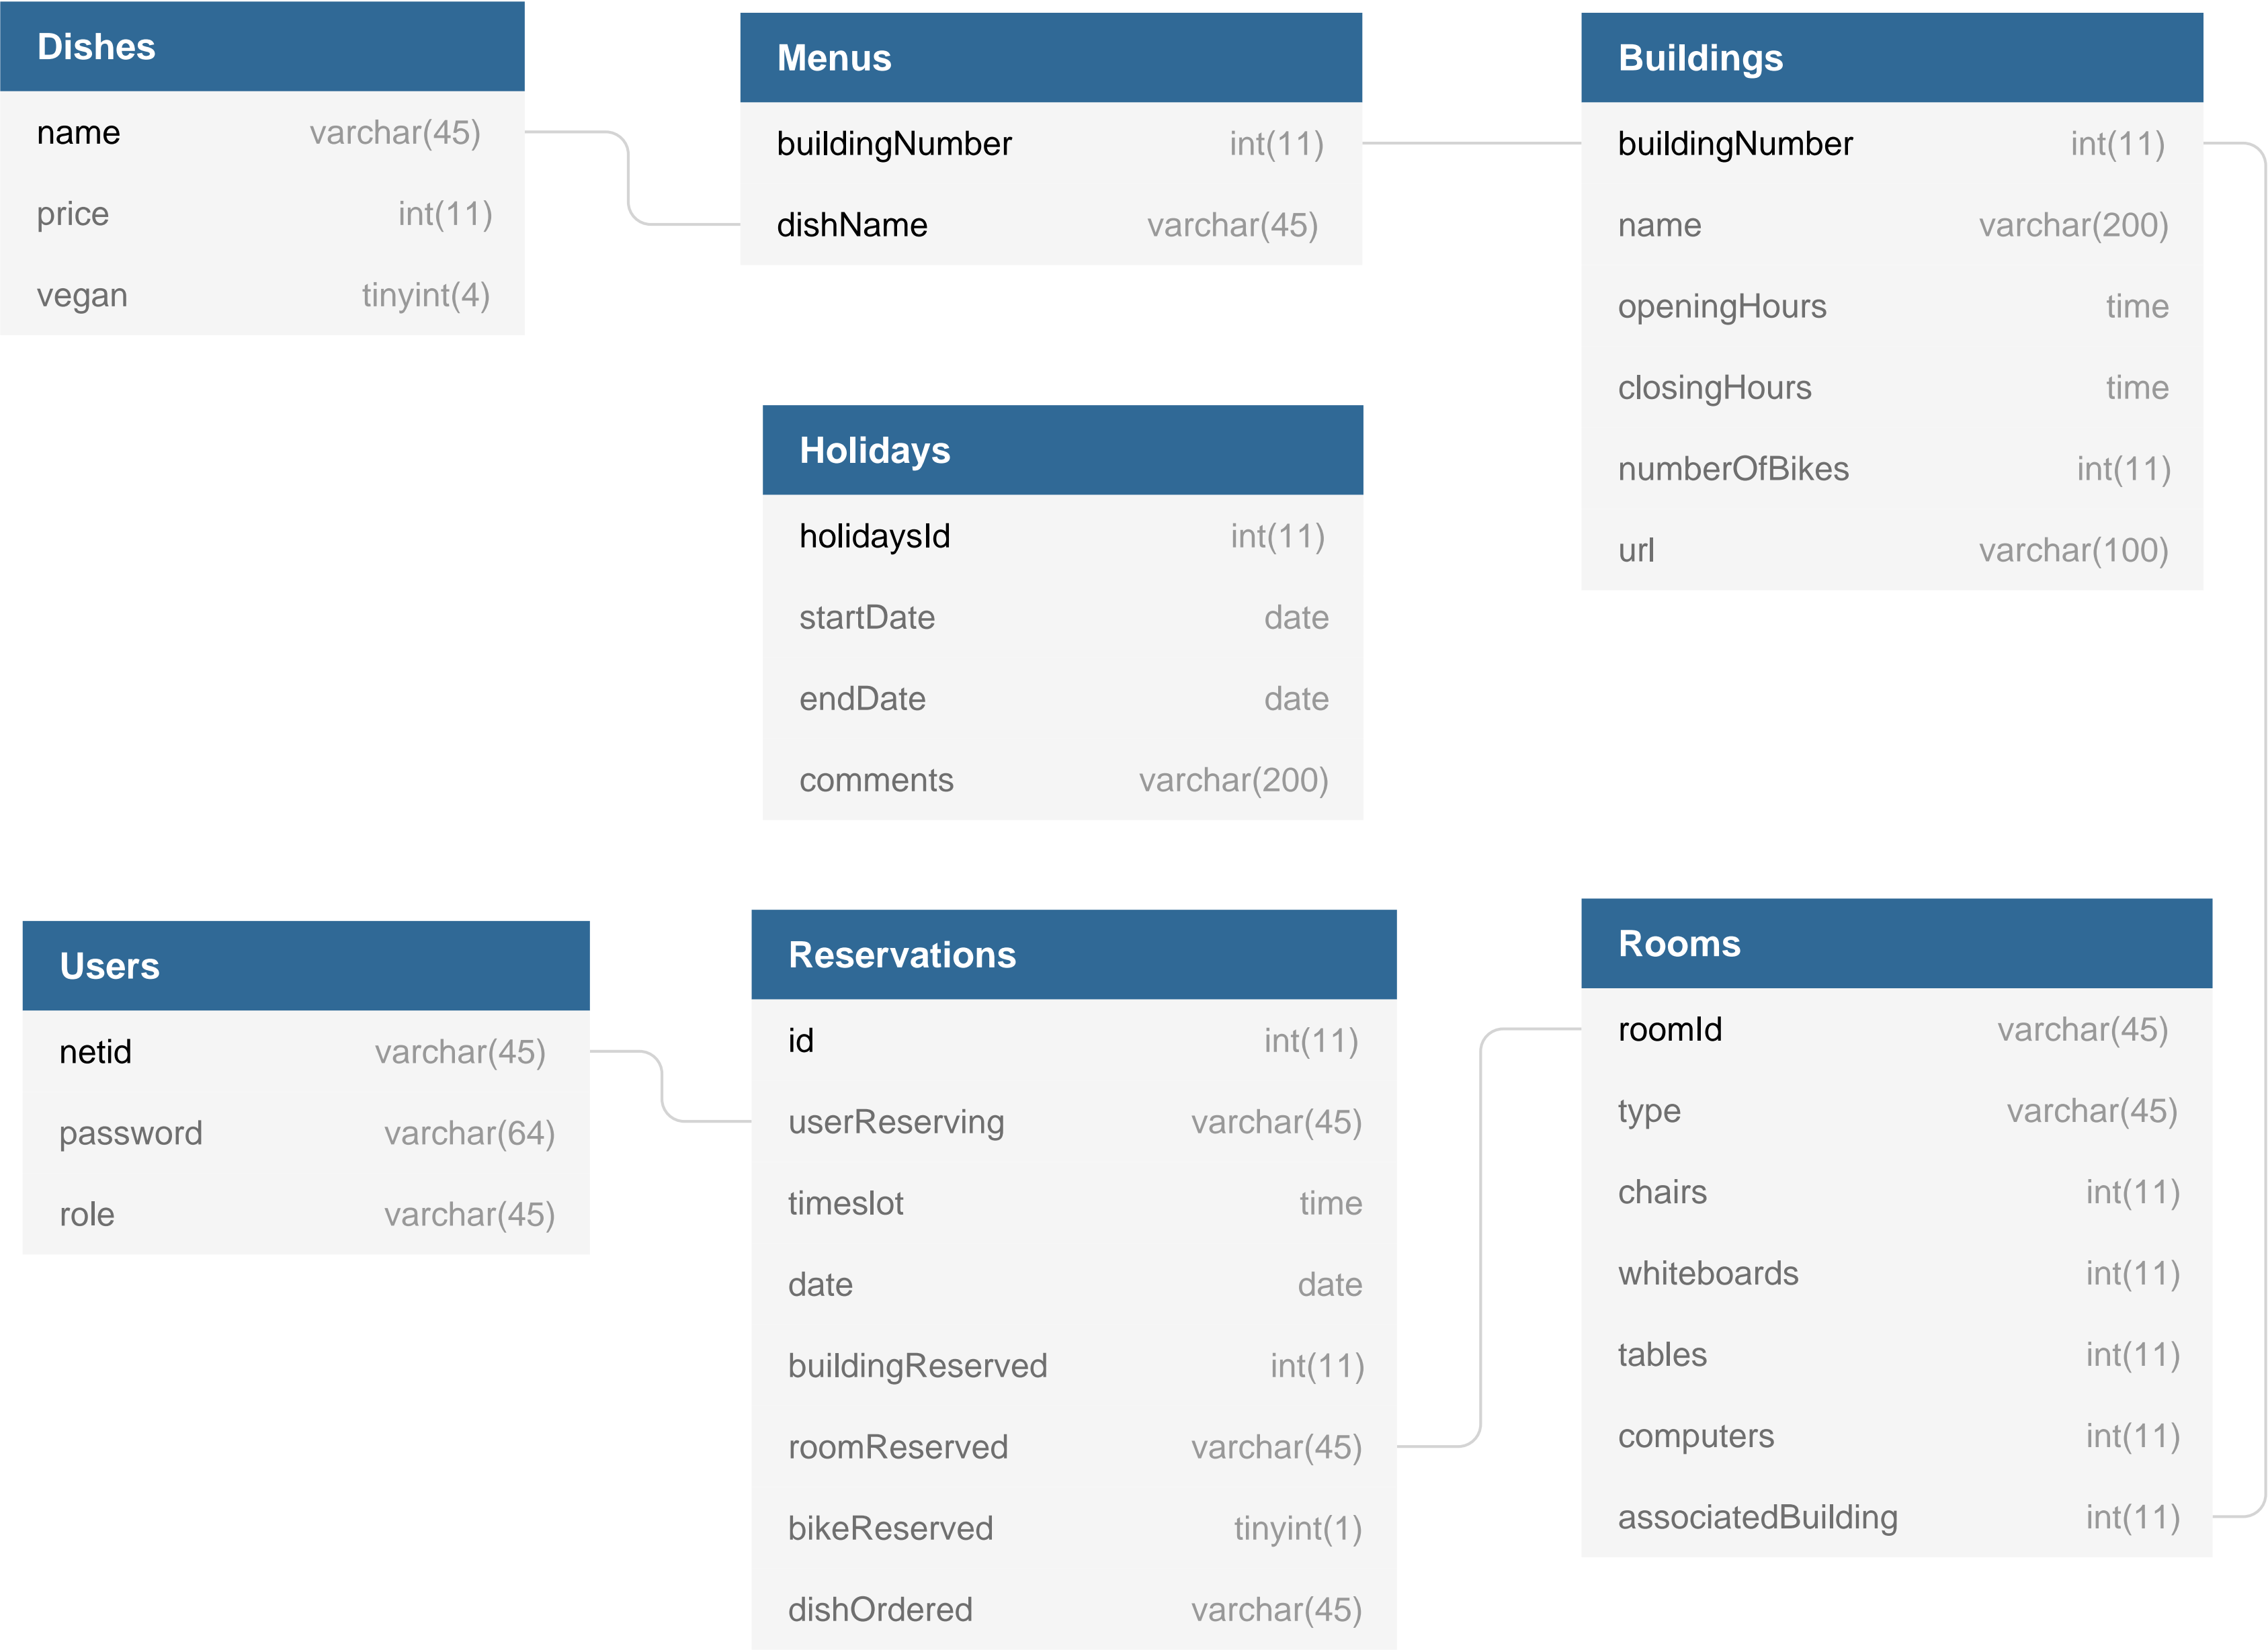 Dishes
name varchar(45)
price int(11)
vegan tinyint(4)
Menus
buildingNumber int(11)
dishName varchar(45)
Buildings
buildingNumber int(11)
name varchar(200)
openingHours time
closingHours time
numberOfBikes int(11)
url varchar(100)
Holidays
holidaysId int(11)
startDate date
endDate date
comments varchar(200)
Users
netid varchar(45)
password varchar(64)
role varchar(45)
Reservations
id int(11)
userReserving varchar(45)
timeslot time
date date
buildingReserved int(11)
roomReserved varchar(45)
bikeReserved tinyint(1)
dishOrdered varchar(45)
Rooms
roomId varchar(45)
type varchar(45)
chairs int(11)
whiteboards int(11)
tables int(11)
computers int(11)
associatedBuilding int(11)